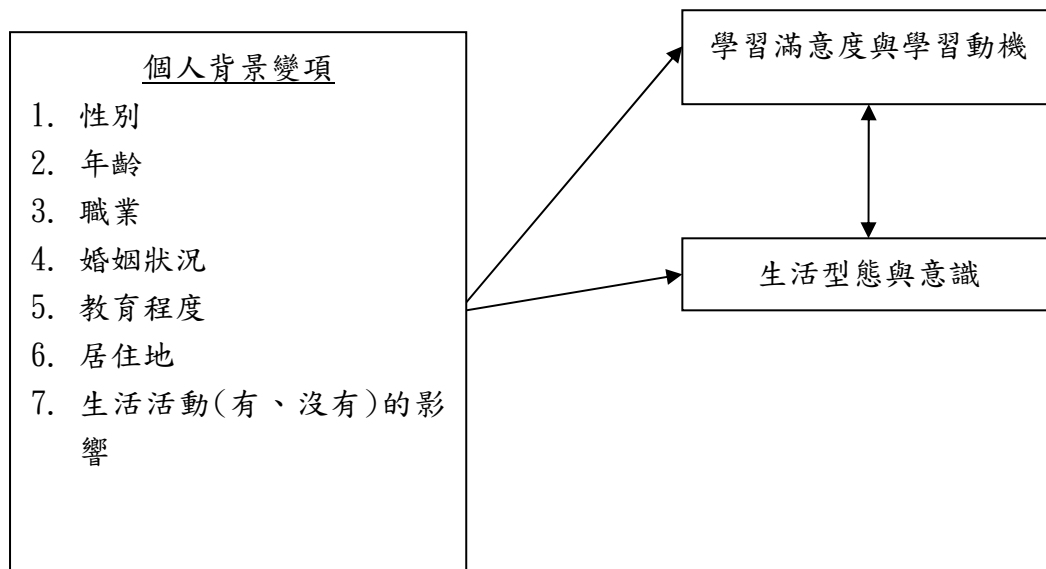 個人背景變項
1. 性別
2. 年齡
3. 職業
4. 婚姻狀況
5. 教育程度
6. 居住地
7. 生活活動(有、沒有)的影
響
學習滿意度與學習動機
生活型態與意識